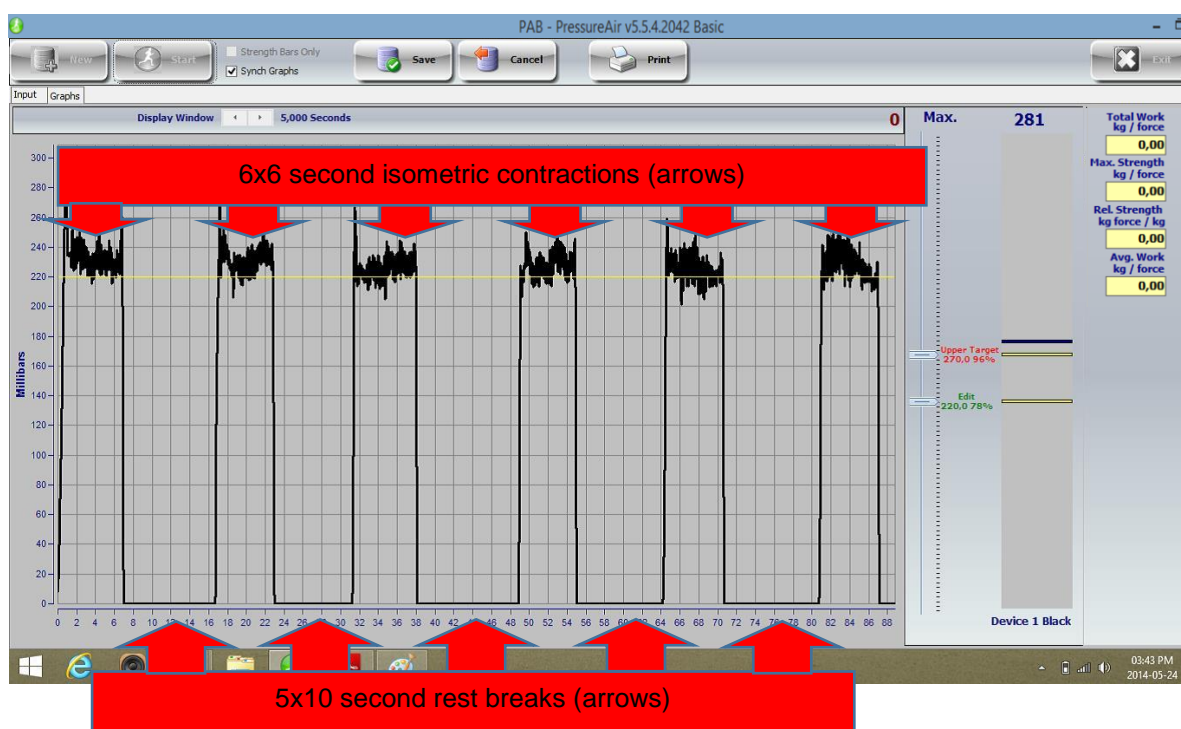 PAB - PressureAir v5.5.4.2042 Basic
New
Start
Strength Bars Only
Synch Graphs
Save
Cancel
Print
Exit
Input Graphs
Display Window 5,000 Seconds 0
Max. 281
Total Work
kg / force
0,00
Max. Strength
kg / force
0,00
Rel. Strength
kg force / kg
0,00
Avg. Work
kg / force
0,00
6x6 second isometric contractions (arrows)
Millibars
300
280
260
240
220
200
180
160
140
120
100
80
60
40
20
0
Upper Target
270,0 96%
Edit
220,0 78%
0 2 4 6 8 10 14 16 18 20 22 24 26 30 32 34 36 38 40 42 46 48 50 52 54 56 58 64 66 68 70 72 74 78 80 82 84 86 88
Device 1 Black
03:43 PM
2014-05-24
5x10 second rest breaks (arrows)